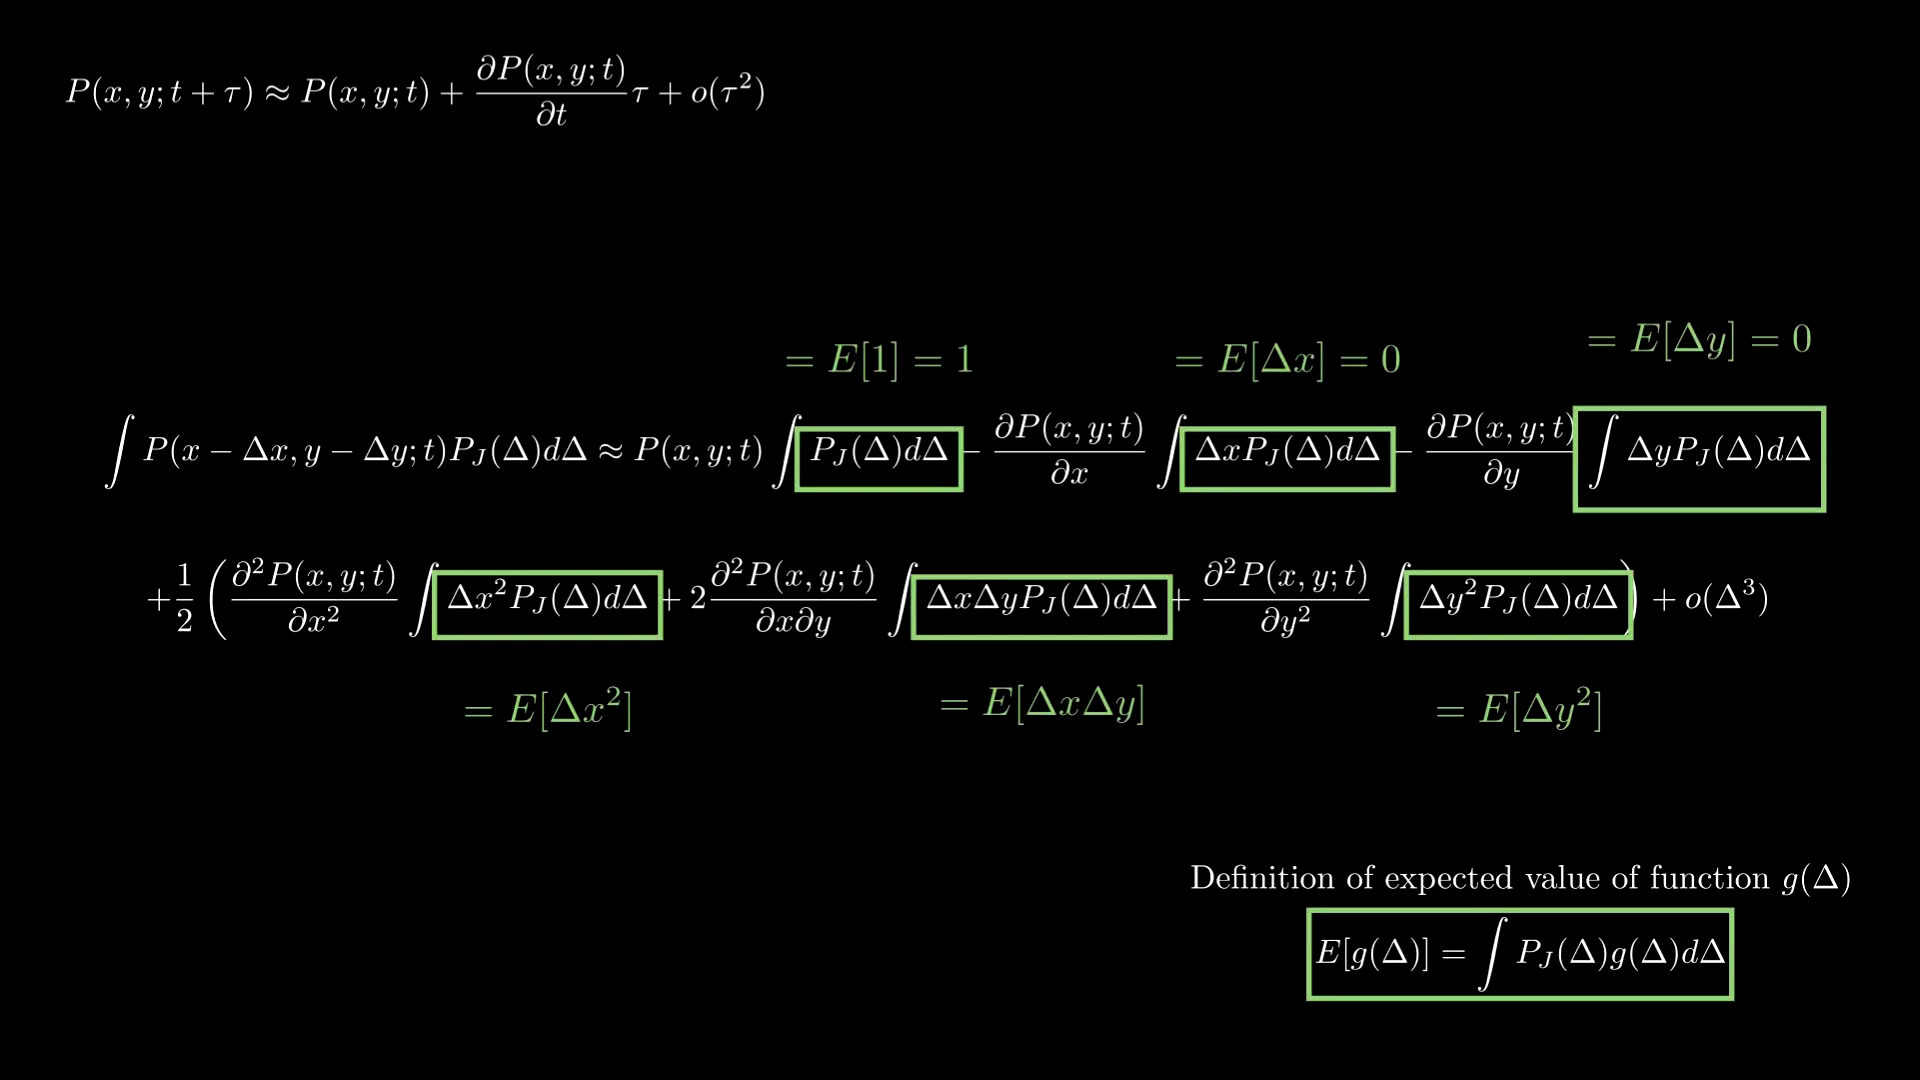 P(x, y; t + τ) ≈ P(x, y; t) + ∂P(x, y; t)/∂t τ + o(τ²)
= E[1] = 1 = E[Δx] = 0 = E[Δy] = 0
∫ P(x − Δx, y − Δy; t)P_J(Δ)dΔ ≈ P(x, y; t) ∫ P_J(Δ)dΔ − ∂P(x, y; t)/∂x ∫ ΔxP_J(Δ)dΔ − ∂P(x, y; t)/∂y ∫ ΔyP_J(Δ)dΔ
+ 1/2 ( ∂²P(x, y; t)/∂x² ∫ Δx²P_J(Δ)dΔ + 2 ∂²P(x, y; t)/∂x∂y ∫ ΔxΔyP_J(Δ)dΔ + ∂²P(x, y; t)/∂y² ∫ Δy²P_J(Δ)dΔ ) + o(Δ³)
= E[Δx²] = E[ΔxΔy] = E[Δy²]
Definition of expected value of function g(Δ)
E[g(Δ)] = ∫ P_J(Δ)g(Δ)dΔ